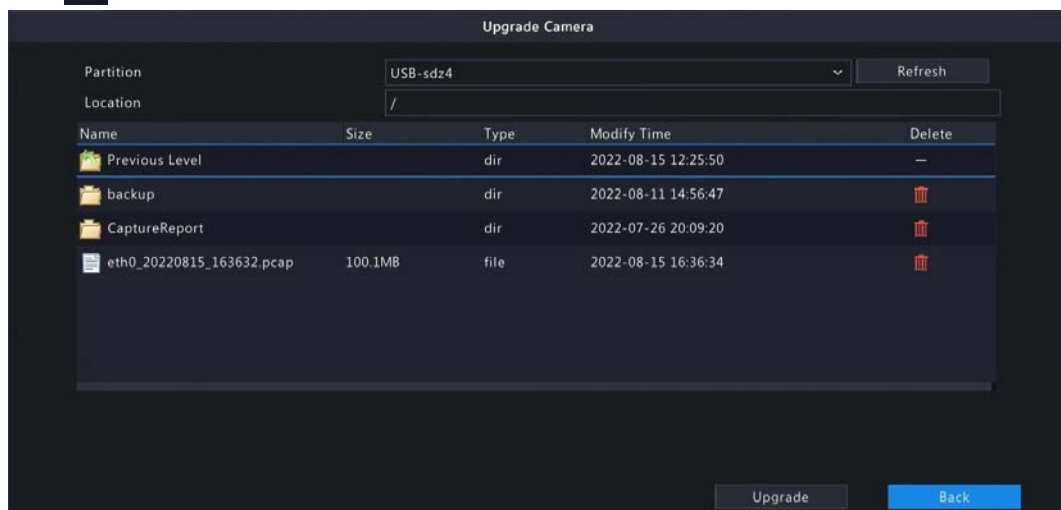 Upgrade Camera
Partition USB-sdz4 Refresh
Location /
Name Size Type Modify Time Delete
Previous Level dir 2022-08-15 12:25:50 —
backup dir 2022-08-11 14:56:47
CaptureReport dir 2022-07-26 20:09:20
eth0_20220815_163632.pcap 100.1MB file 2022-08-15 16:36:34
Upgrade Back